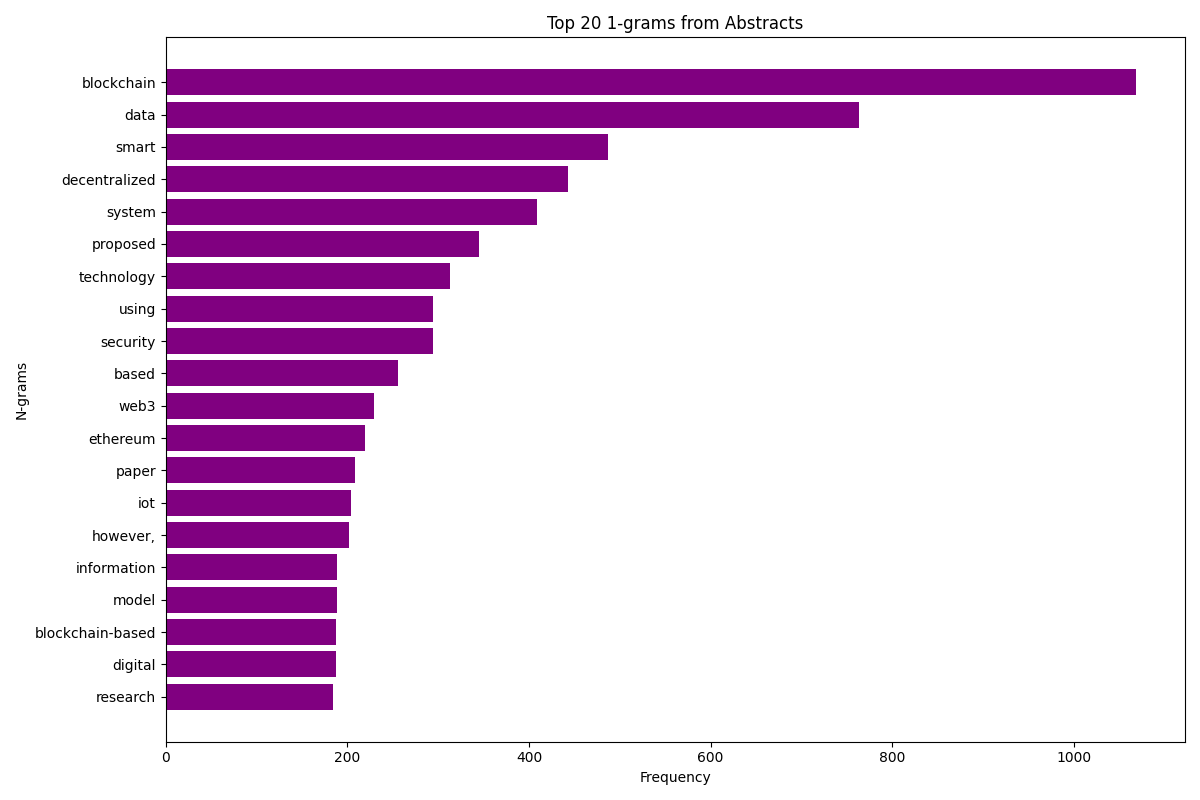 Top 20 1-grams from Abstracts
N-grams
blockchain
data
smart
decentralized
system
proposed
technology
using
security
based
web3
ethereum
paper
iot
however,
information
model
blockchain-based
digital
research
0 200 400 600 800 1000
Frequency